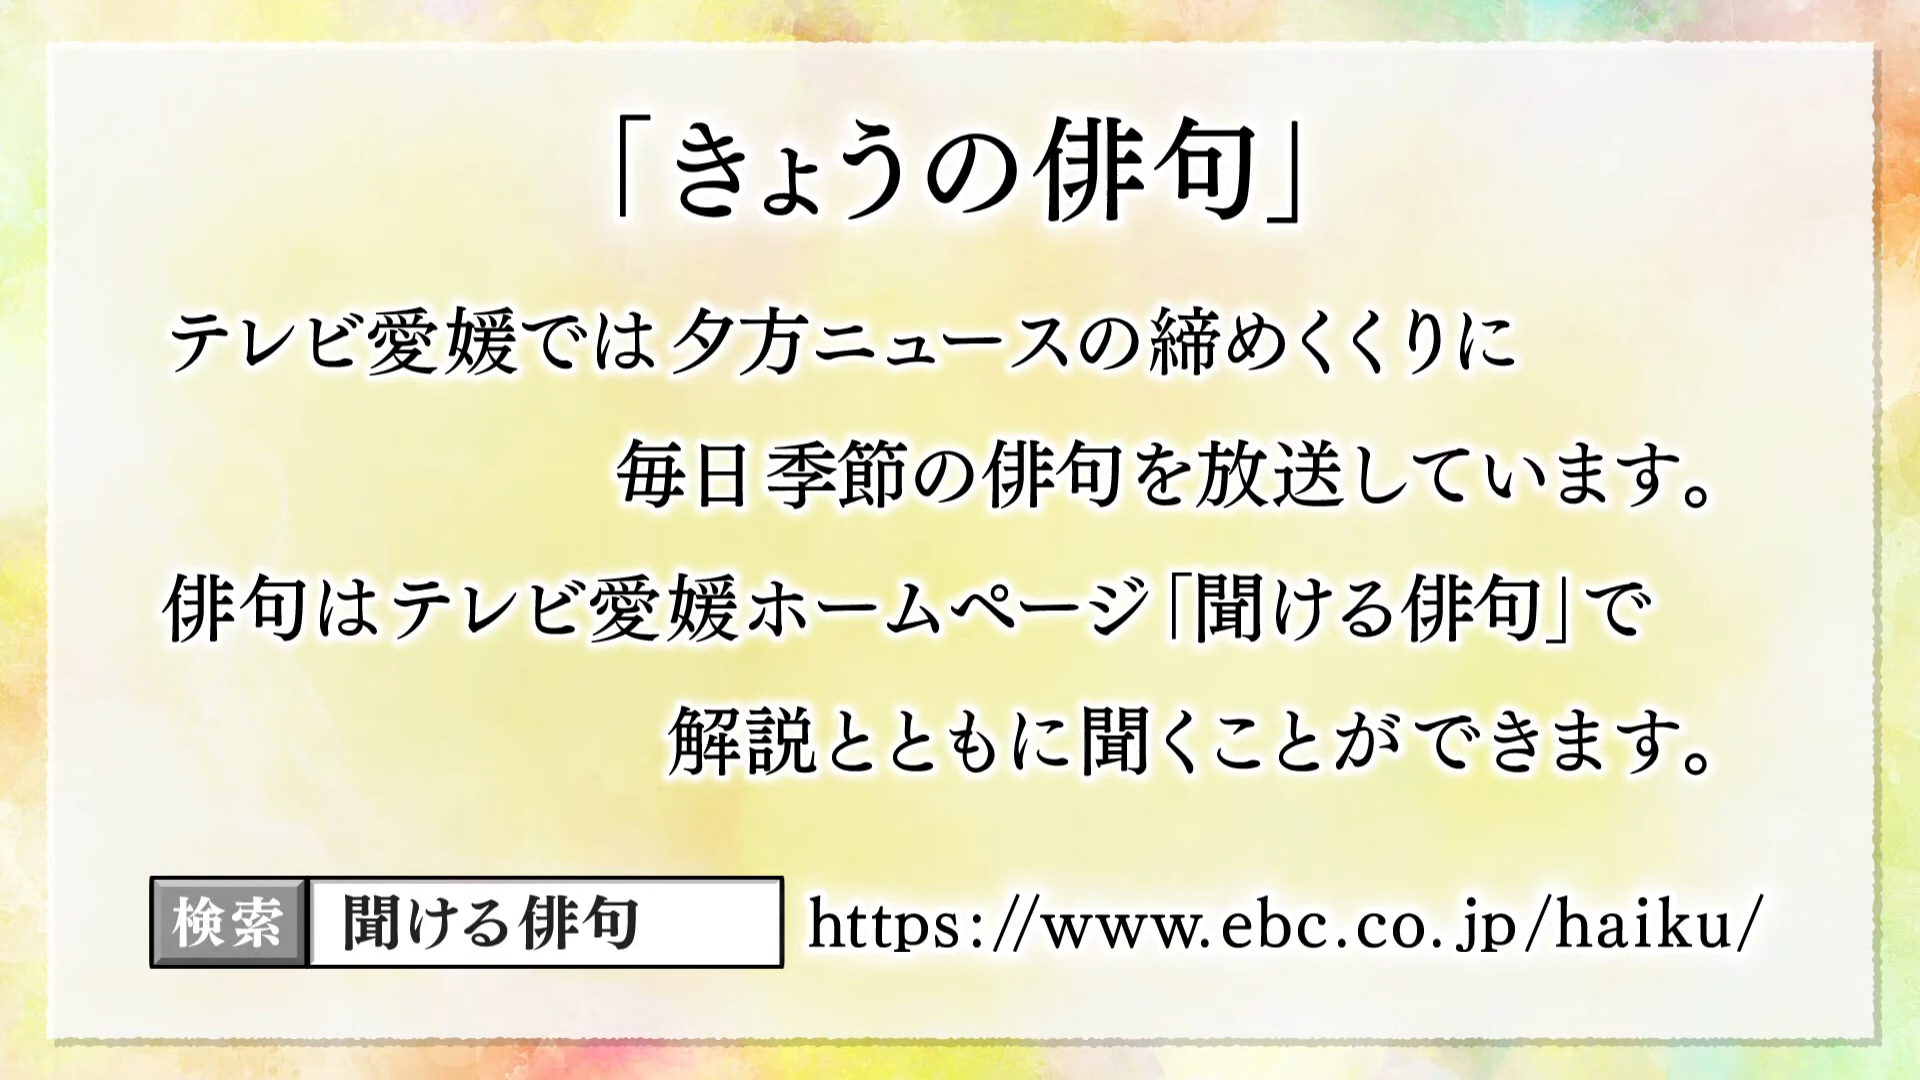 「きょうの俳句」
テレビ愛媛では夕方ニュースの締めくくりに
毎日季節の俳句を放送しています。
俳句はテレビ愛媛ホームページ「聞ける俳句」で
解説とともに聞くことができます。
検索 聞ける俳句 https://www.ebc.co.jp/haiku/